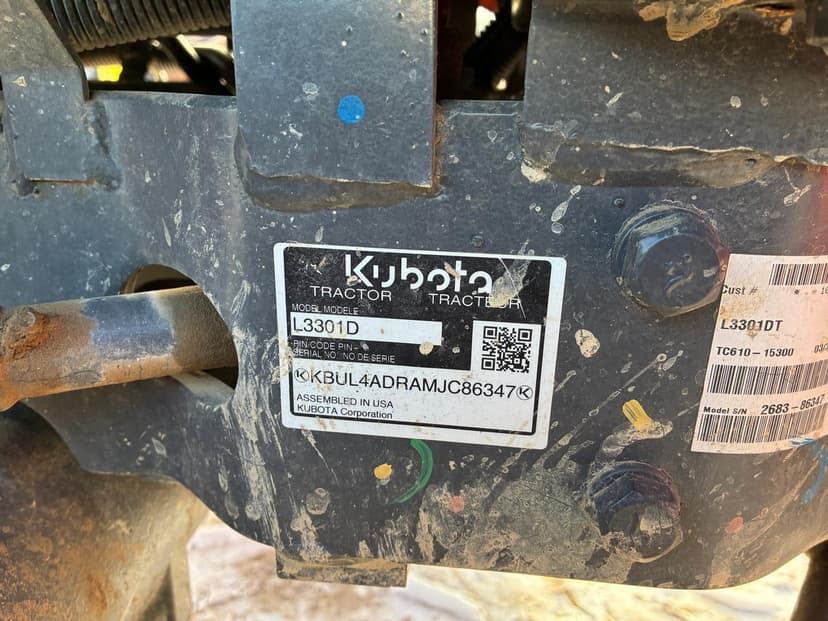 Kubota
TRACTOR TRACTEUR
MODEL MODELE
L3301D
PIN/CODE PIN
SERIAL NO./NO DE SERIE
KBUL4ADRAMJC86347
ASSEMBLED IN USA
KUBOTA Corporation
Cust #
L3301DT
TC610-15300 03/
Model S/N 2683-86347